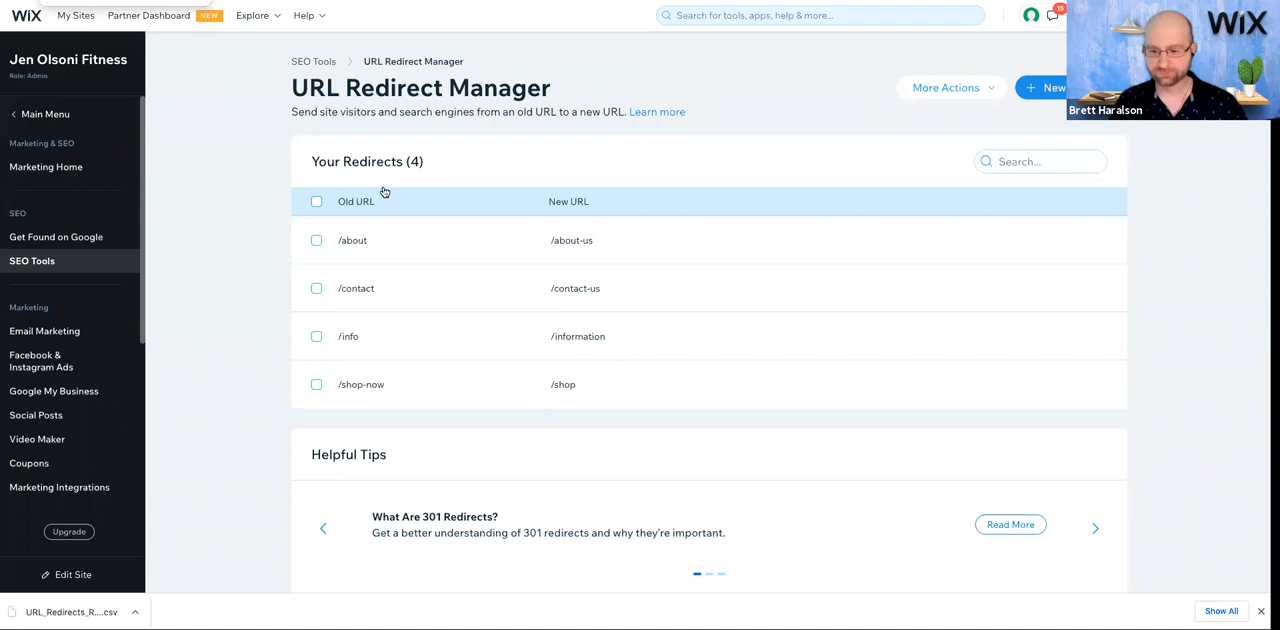 WiX My Sites Partner Dashboard NEW Explore Help Search for tools, apps, help & more... 15
WiX
Brett Haralson
Jen Olsoni Fitness
Role: Admin
Main Menu
Marketing & SEO
Marketing Home
SEO
Get Found on Google
SEO Tools
Marketing
Email Marketing
Facebook &
Instagram Ads
Google My Business
Social Posts
Video Maker
Coupons
Marketing Integrations
Upgrade
Edit Site
SEO Tools URL Redirect Manager
URL Redirect Manager
More Actions + New
Send site visitors and search engines from an old URL to a new URL. Learn more
Your Redirects (4) Search...
Old URL New URL
/about /about-us
/contact /contact-us
/info /information
/shop-now /shop
Helpful Tips
What Are 301 Redirects?
Get a better understanding of 301 redirects and why they're important.
Read More
URL_Redirects_R....csv Show All